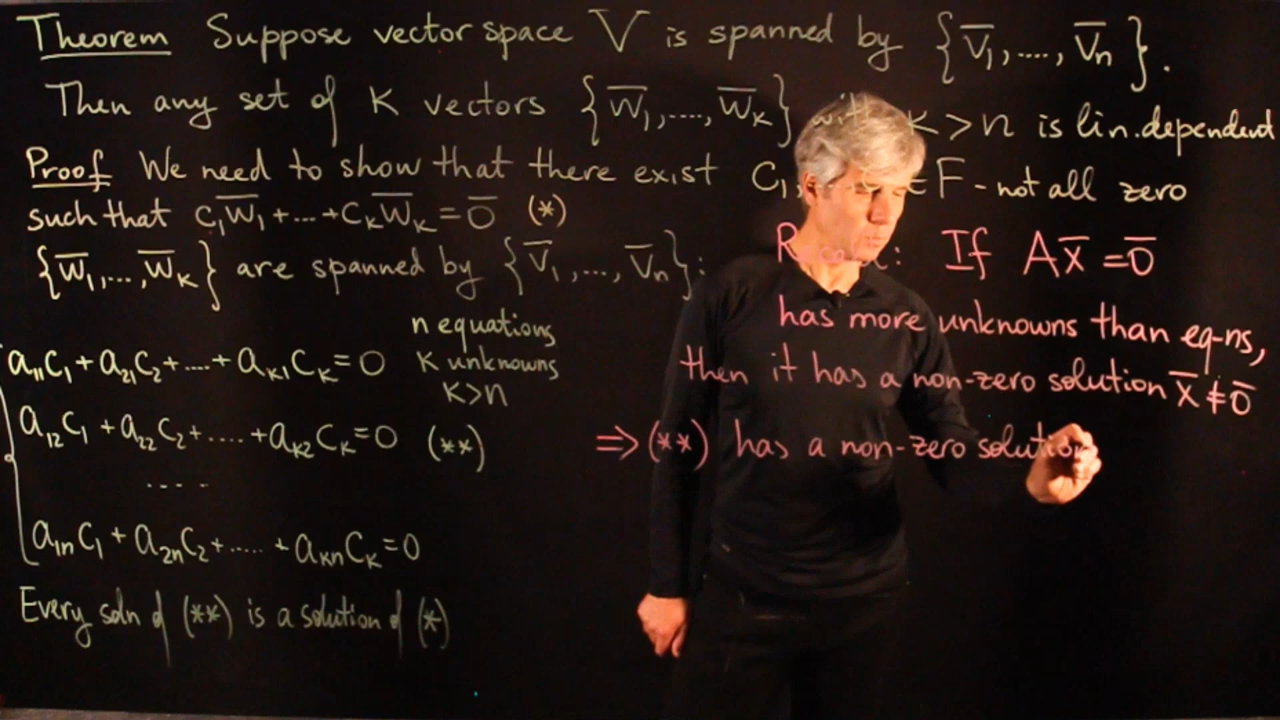 Theorem Suppose vector space V is spanned by {v̅₁,....,v̅ₙ}.
Then any set of K vectors {w̅₁,....,w̅ₖ} with K>n is lin.dependent
Proof We need to show that there exist C₁, ∈F - not all zero
such that c₁w̅₁+...+cₖw̅ₖ=0̅ (*)
{w̅₁,...,w̅ₖ} are spanned by {v̅₁,...,v̅ₙ}:
n equations
K unknowns
K>n
a₁₁c₁+a₂₁c₂+....+aₖ₁cₖ=0
a₁₂c₁+a₂₂c₂+....+aₖ₂cₖ=0 (**)
....
a₁ₙc₁+a₂ₙc₂+.....+aₖₙcₖ=0
Every soln of (**) is a solution of (*)
: If Ax̅=0̅
has more unknowns than eq-ns,
then it has a non-zero solution x̅≠0̅
⇒(**) has a non-zero solution